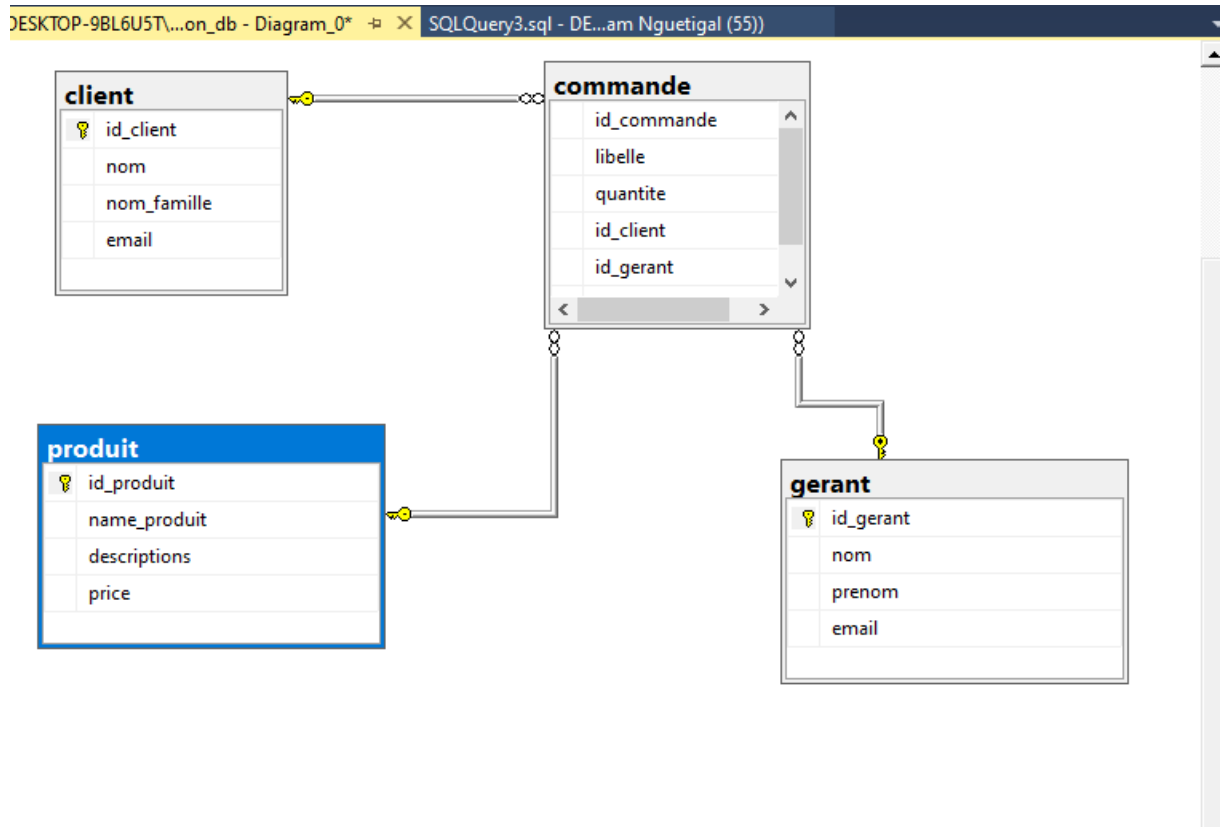 DESKTOP-9BL6U5T\...on_db - Diagram_0* SQLQuery3.sql - DE...am Nguetigal (55))
client
id_client
nom
nom_famille
email
commande
id_commande
libelle
quantite
id_client
id_gerant
produit
id_produit
name_produit
descriptions
price
gerant
id_gerant
nom
prenom
email